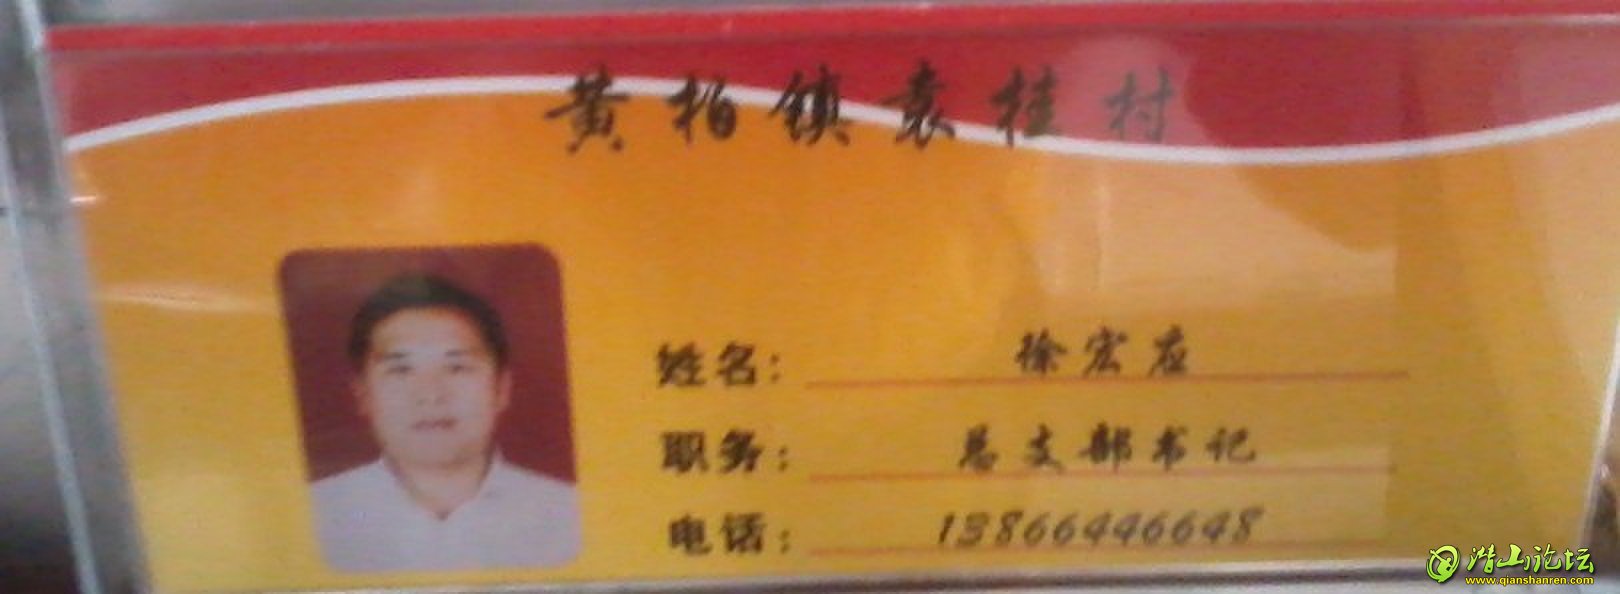 黄柏镇袁桂村
姓名：徐宏应
职务：总支部书记
电话：13866446648
潜山论坛
www.qianshanren.com